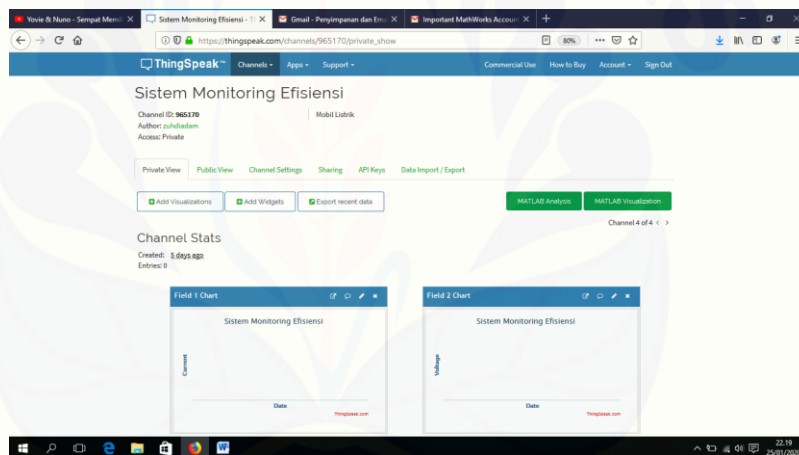 Yovie & Nuno - Sempat Memil
Sistem Monitoring Efisiensi - Th
Gmail - Penyimpanan dan Ema
Important MathWorks Accoun
https://thingspeak.com/channels/965170/private_show
80%
ThingSpeak™ Channels Apps Support Commercial Use How to Buy Account Sign Out
Sistem Monitoring Efisiensi
Channel ID: 965170 Mobil Listrik
Author: zuhdiadam
Access: Private
Private View Public View Channel Settings Sharing API Keys Data Import / Export
Add Visualizations Add Widgets Export recent data MATLAB Analysis MATLAB Visualization
Channel 4 of 4 < >
Channel Stats
Created: 5 days ago
Entries: 0
Field 1 Chart
Sistem Monitoring Efisiensi
Current
Date
ThingSpeak.com
Field 2 Chart
Sistem Monitoring Efisiensi
Voltage
Date
ThingSpeak.com
22.19
25/01/2020